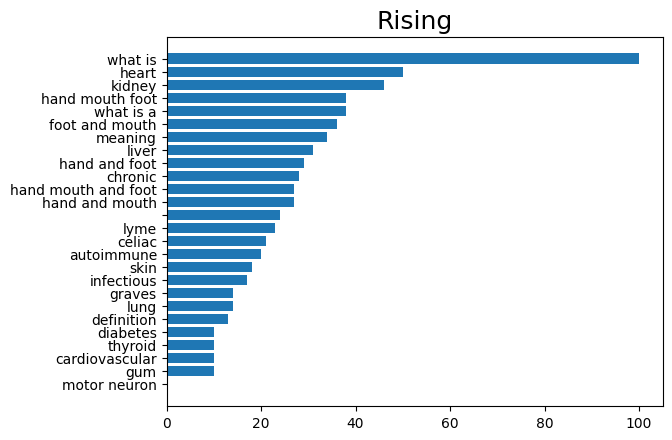 Rising
what is
heart
kidney
hand mouth foot
what is a
foot and mouth
meaning
liver
hand and foot
chronic
hand mouth and foot
hand and mouth
lyme
celiac
autoimmune
skin
infectious
graves
lung
definition
diabetes
thyroid
cardiovascular
gum
motor neuron
0 20 40 60 80 100